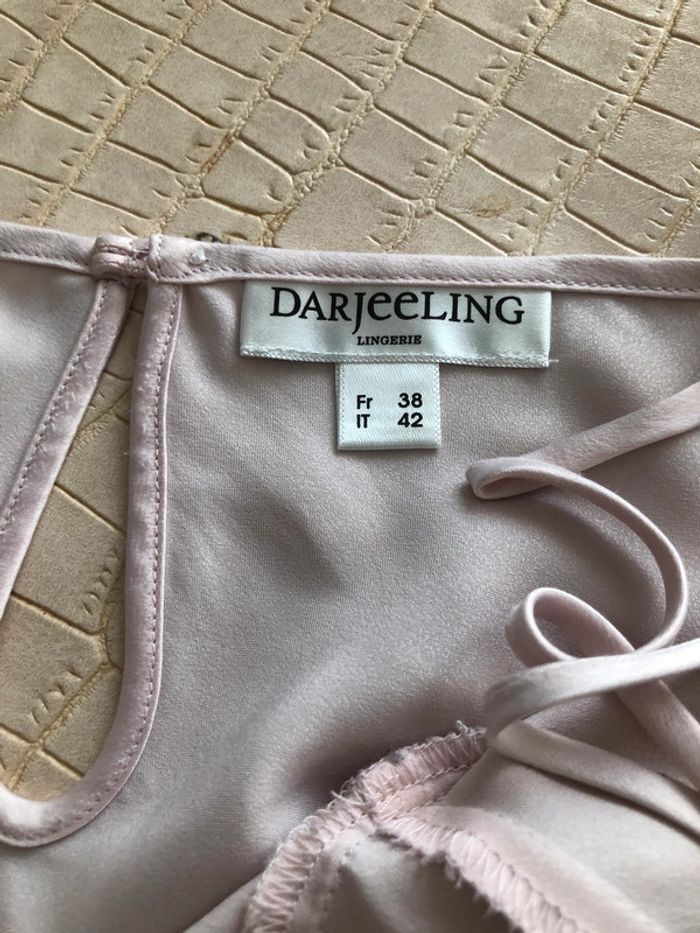 DARJeeLING
LINGERIE
Fr 38
IT 42